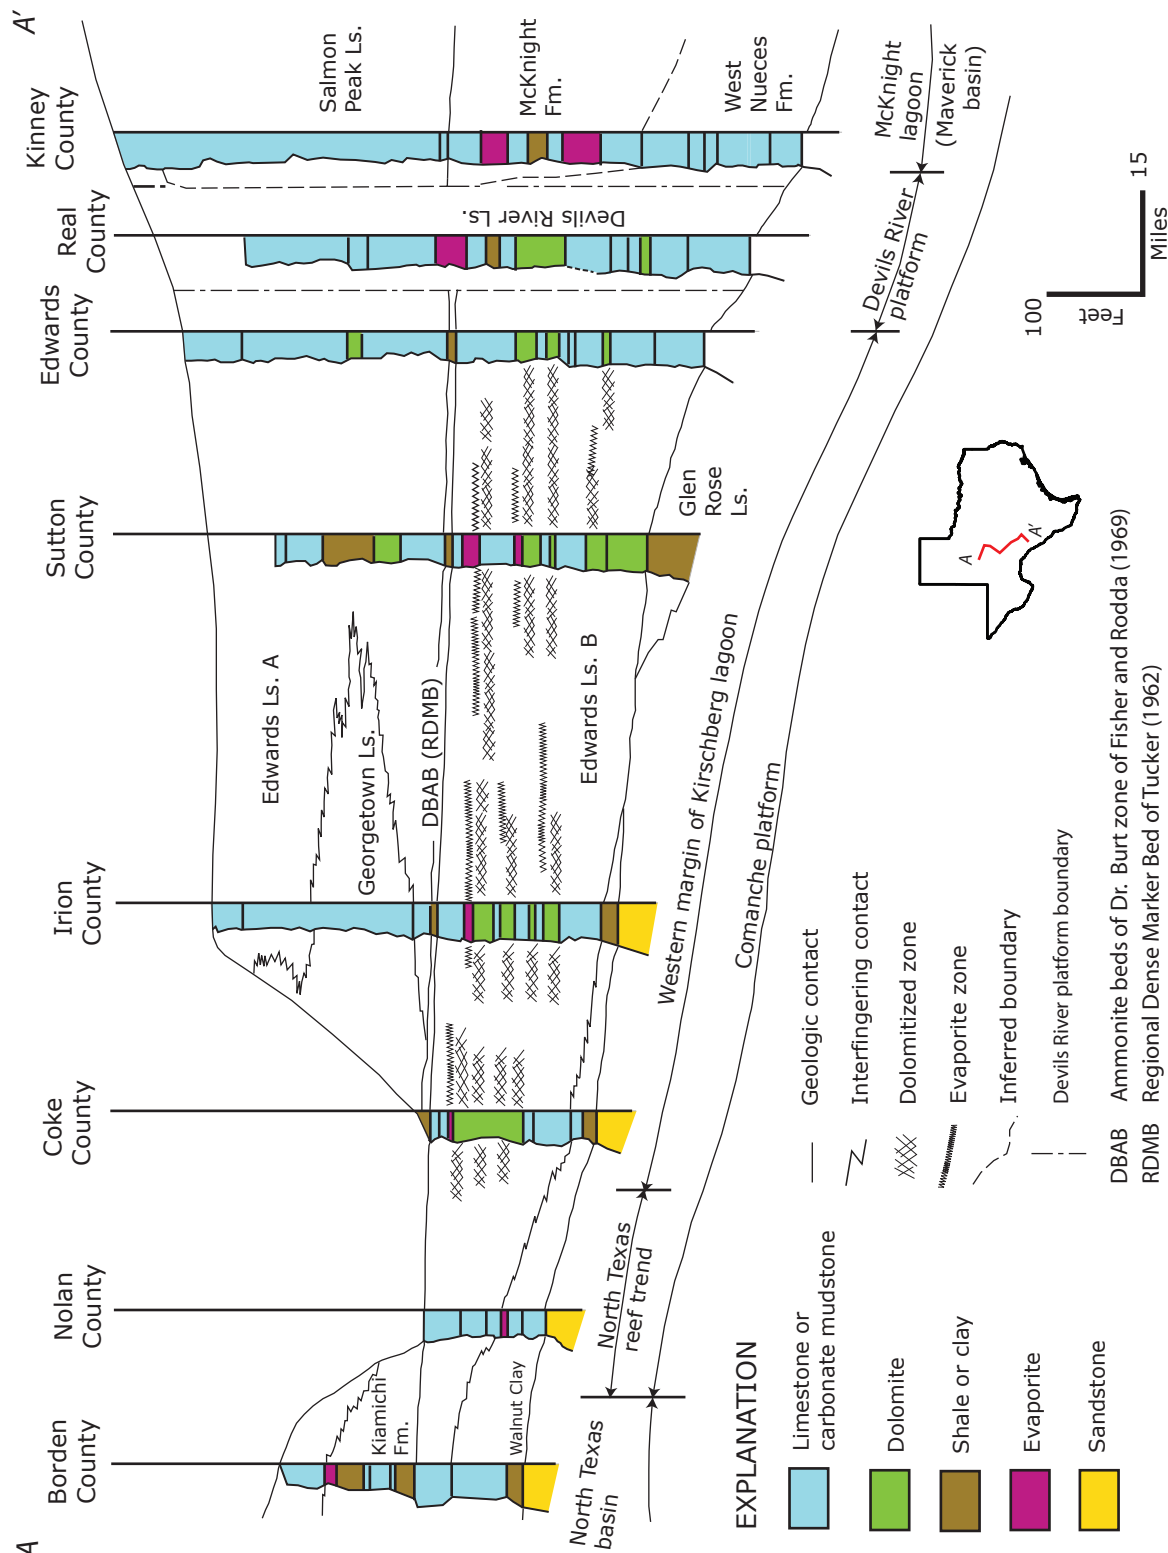 A
A'
Borden
County
Nolan
County
Coke
County
Irion
County
Sutton
County
Edwards
County
Real
County
Kinney
County
Kiamichi
Fm.
Walnut Clay
Edwards Ls. A
Georgetown Ls.
DBAB (RDMB)
Edwards Ls. B
Glen
Rose
Ls.
Devils River Ls.
Salmon
Peak Ls.
McKnight
Fm.
West
Nueces
Fm.
North Texas
basin
North Texas
reef trend
Western margin of Kirschberg lagoon
Comanche platform
Devils River
platform
McKnight
lagoon
(Maverick
basin)
EXPLANATION
Limestone or
carbonate mudstone
Dolomite
Shale or clay
Evaporite
Sandstone
Geologic contact
Interfingering contact
Dolomitized zone
Evaporite zone
Inferred boundary
Devils River platform boundary
DBAB Ammonite beds of Dr. Burt zone of Fisher and Rodda (1969)
RDMB Regional Dense Marker Bed of Tucker (1962)
A
A'
100
Feet
15
Miles